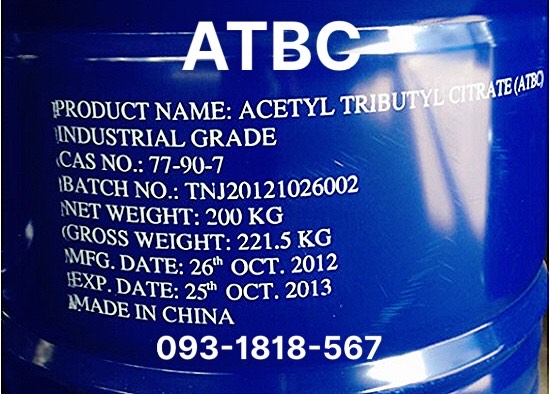 ATBC
PRODUCT NAME: ACETYL TRIBUTYL CITRATE (ATBC)
INDUSTRIAL GRADE
CAS NO.: 77-90-7
BATCH NO.: TNJ20121026002
NET WEIGHT: 200 KG
GROSS WEIGHT: 221.5 KG
MFG. DATE: 26th OCT. 2012
EXP. DATE: 25th OCT. 2013
MADE IN CHINA
093-1818-567